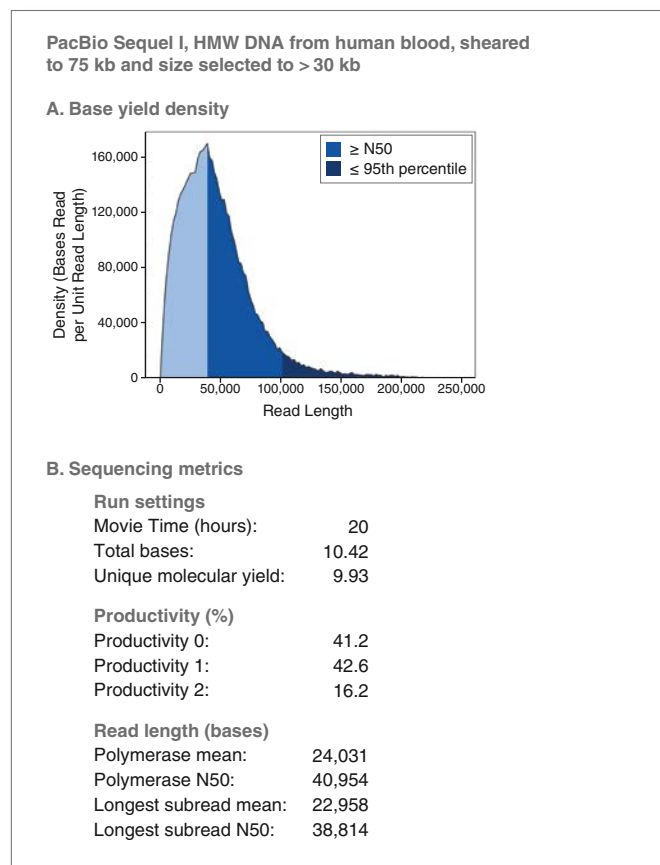 PacBio Sequel I, HMW DNA from human blood, sheared
to 75 kb and size selected to > 30 kb
A. Base yield density
≥ N50
≤ 95th percentile
Density (Bases Read
per Unit Read Length)
160,000
120,000
80,000
40,000
0
0 50,000 100,000 150,000 200,000 250,000
Read Length
B. Sequencing metrics
Run settings
Movie Time (hours): 20
Total bases: 10.42
Unique molecular yield: 9.93
Productivity (%)
Productivity 0: 41.2
Productivity 1: 42.6
Productivity 2: 16.2
Read length (bases)
Polymerase mean: 24,031
Polymerase N50: 40,954
Longest subread mean: 22,958
Longest subread N50: 38,814